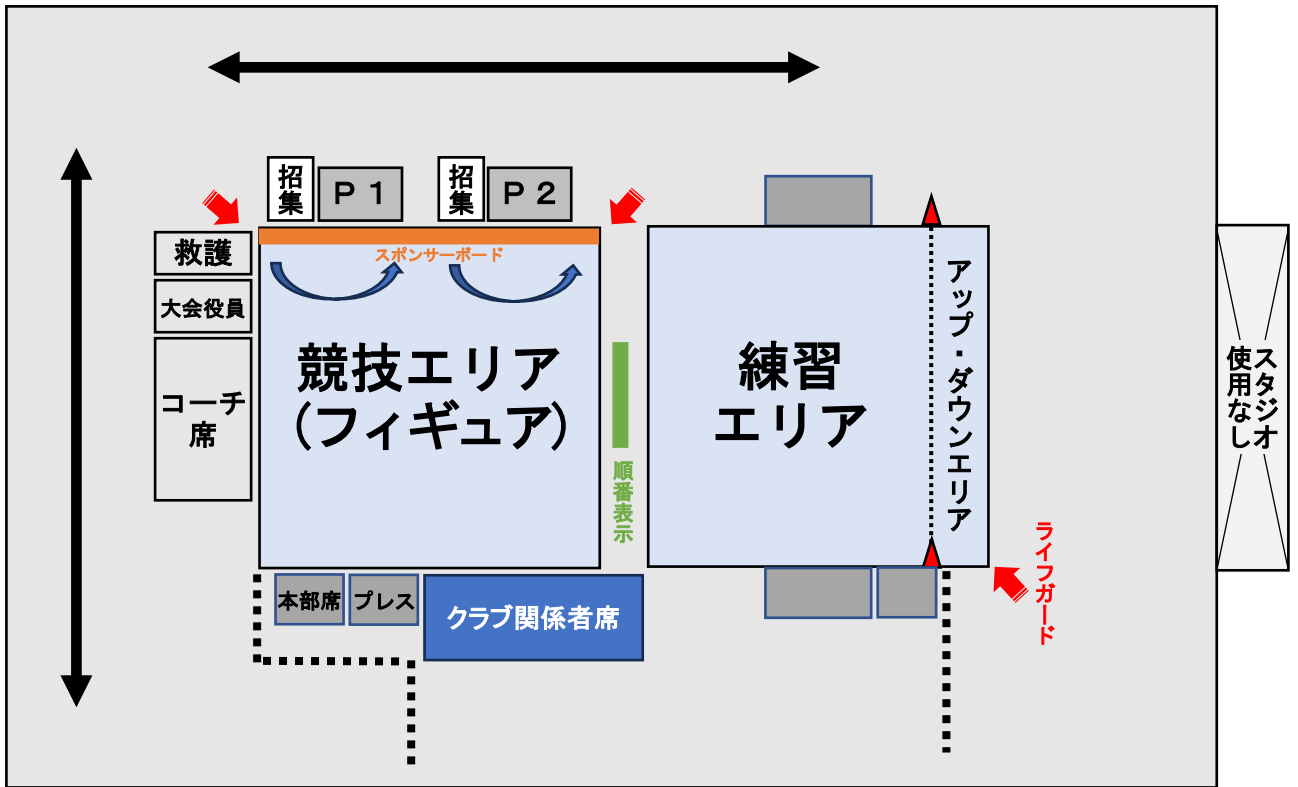 招集
P 1
招集
P 2
救護
スポンサーボード
大会役員
コーチ
席
競技エリア
(フィギュア)
順番表示
練習
エリア
アップ・ダウンエリア
スタジオ
使用なし
ライフガード
本部席
プレス
クラブ関係者席